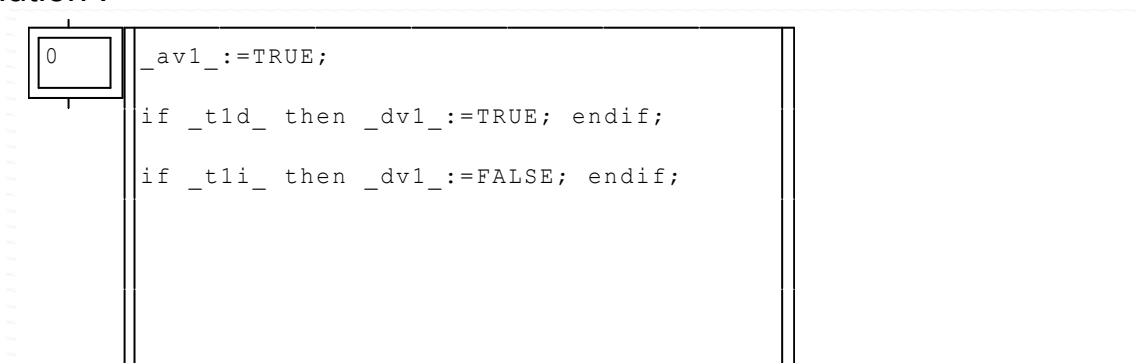 0
_av1_:=TRUE;
if _t1d_ then _dv1_:=TRUE; endif;
if _t1i_ then _dv1_:=FALSE; endif;